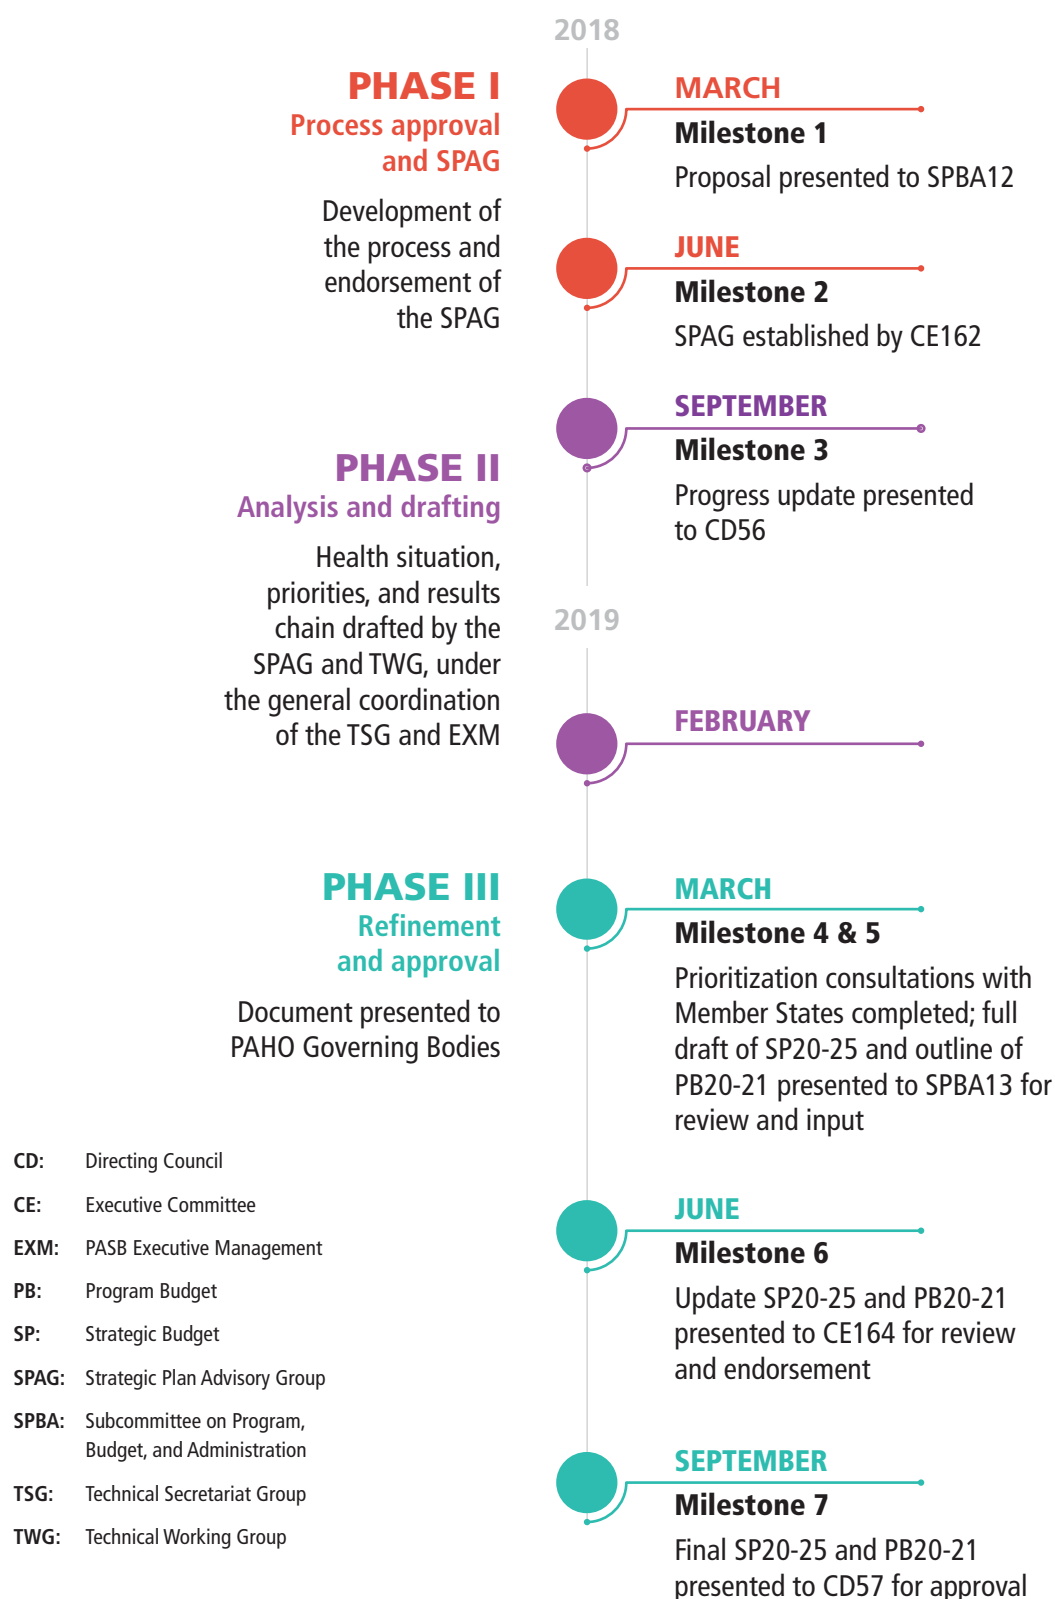 2018
PHASE I
Process approval
and SPAG
Development of
the process and
endorsement of
the SPAG
MARCH
Milestone 1
Proposal presented to SPBA12
JUNE
Milestone 2
SPAG established by CE162
SEPTEMBER
Milestone 3
Progress update presented
to CD56
PHASE II
Analysis and drafting
Health situation,
priorities, and results
chain drafted by the
SPAG and TWG, under
the general coordination
of the TSG and EXM
2019
FEBRUARY
PHASE III
Refinement
and approval
Document presented to
PAHO Governing Bodies
MARCH
Milestone 4 & 5
Prioritization consultations with
Member States completed; full
draft of SP20-25 and outline of
PB20-21 presented to SPBA13 for
review and input
JUNE
Milestone 6
Update SP20-25 and PB20-21
presented to CE164 for review
and endorsement
SEPTEMBER
Milestone 7
Final SP20-25 and PB20-21
presented to CD57 for approval
CD: Directing Council
CE: Executive Committee
EXM: PASB Executive Management
PB: Program Budget
SP: Strategic Budget
SPAG: Strategic Plan Advisory Group
SPBA: Subcommittee on Program,
Budget, and Administration
TSG: Technical Secretariat Group
TWG: Technical Working Group